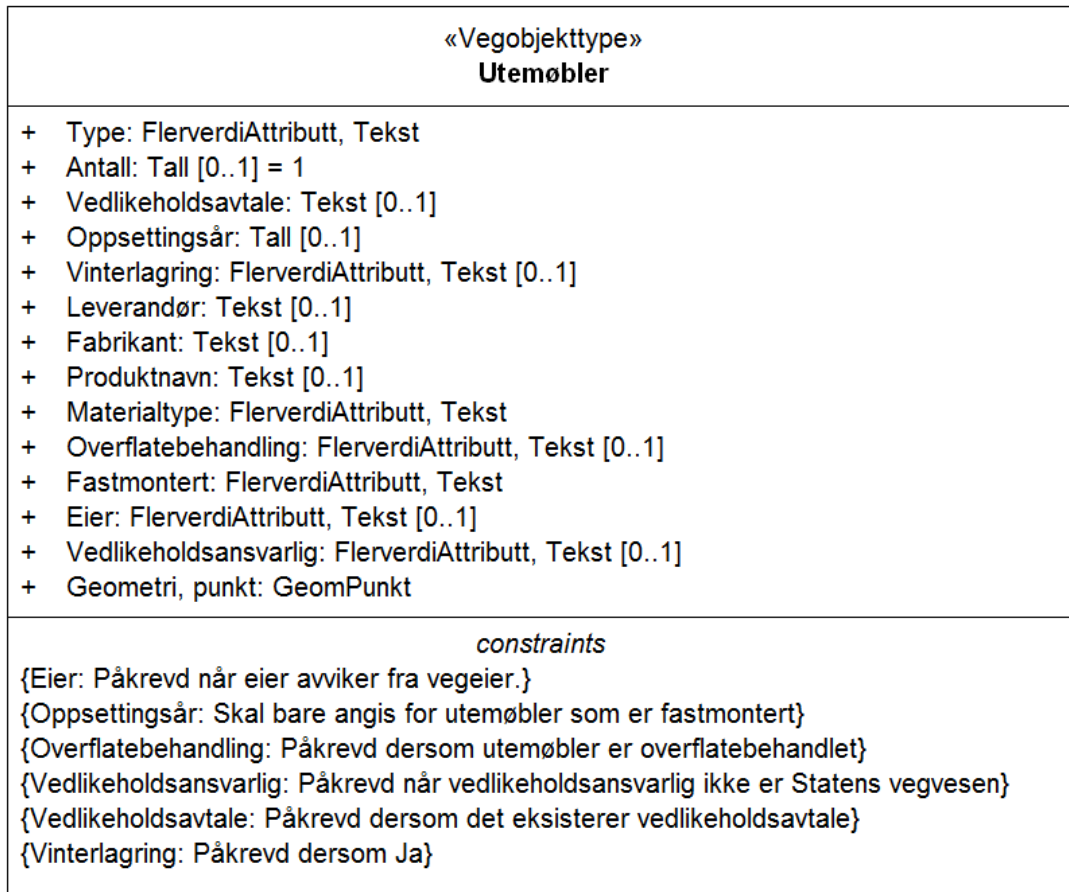 «Vegobjekttype»
Utemøbler
+ Type: FlerverdiAttributt, Tekst
+ Antall: Tall [0..1] = 1
+ Vedlikeholdsavtale: Tekst [0..1]
+ Oppsettingsår: Tall [0..1]
+ Vinterlagring: FlerverdiAttributt, Tekst [0..1]
+ Leverandør: Tekst [0..1]
+ Fabrikant: Tekst [0..1]
+ Produktnavn: Tekst [0..1]
+ Materialtype: FlerverdiAttributt, Tekst
+ Overflatebehandling: FlerverdiAttributt, Tekst [0..1]
+ Fastmontert: FlerverdiAttributt, Tekst
+ Eier: FlerverdiAttributt, Tekst [0..1]
+ Vedlikeholdsansvarlig: FlerverdiAttributt, Tekst [0..1]
+ Geometri, punkt: GeomPunkt
constraints
{Eier: Påkrevd når eier avviker fra vegeier.}
{Oppsettingsår: Skal bare angis for utemøbler som er fastmontert}
{Overflatebehandling: Påkrevd dersom utemøbler er overflatebehandlet}
{Vedlikeholdsansvarlig: Påkrevd når vedlikeholdsansvarlig ikke er Statens vegvesen}
{Vedlikeholdsavtale: Påkrevd dersom det eksisterer vedlikeholdsavtale}
{Vinterlagring: Påkrevd dersom Ja}